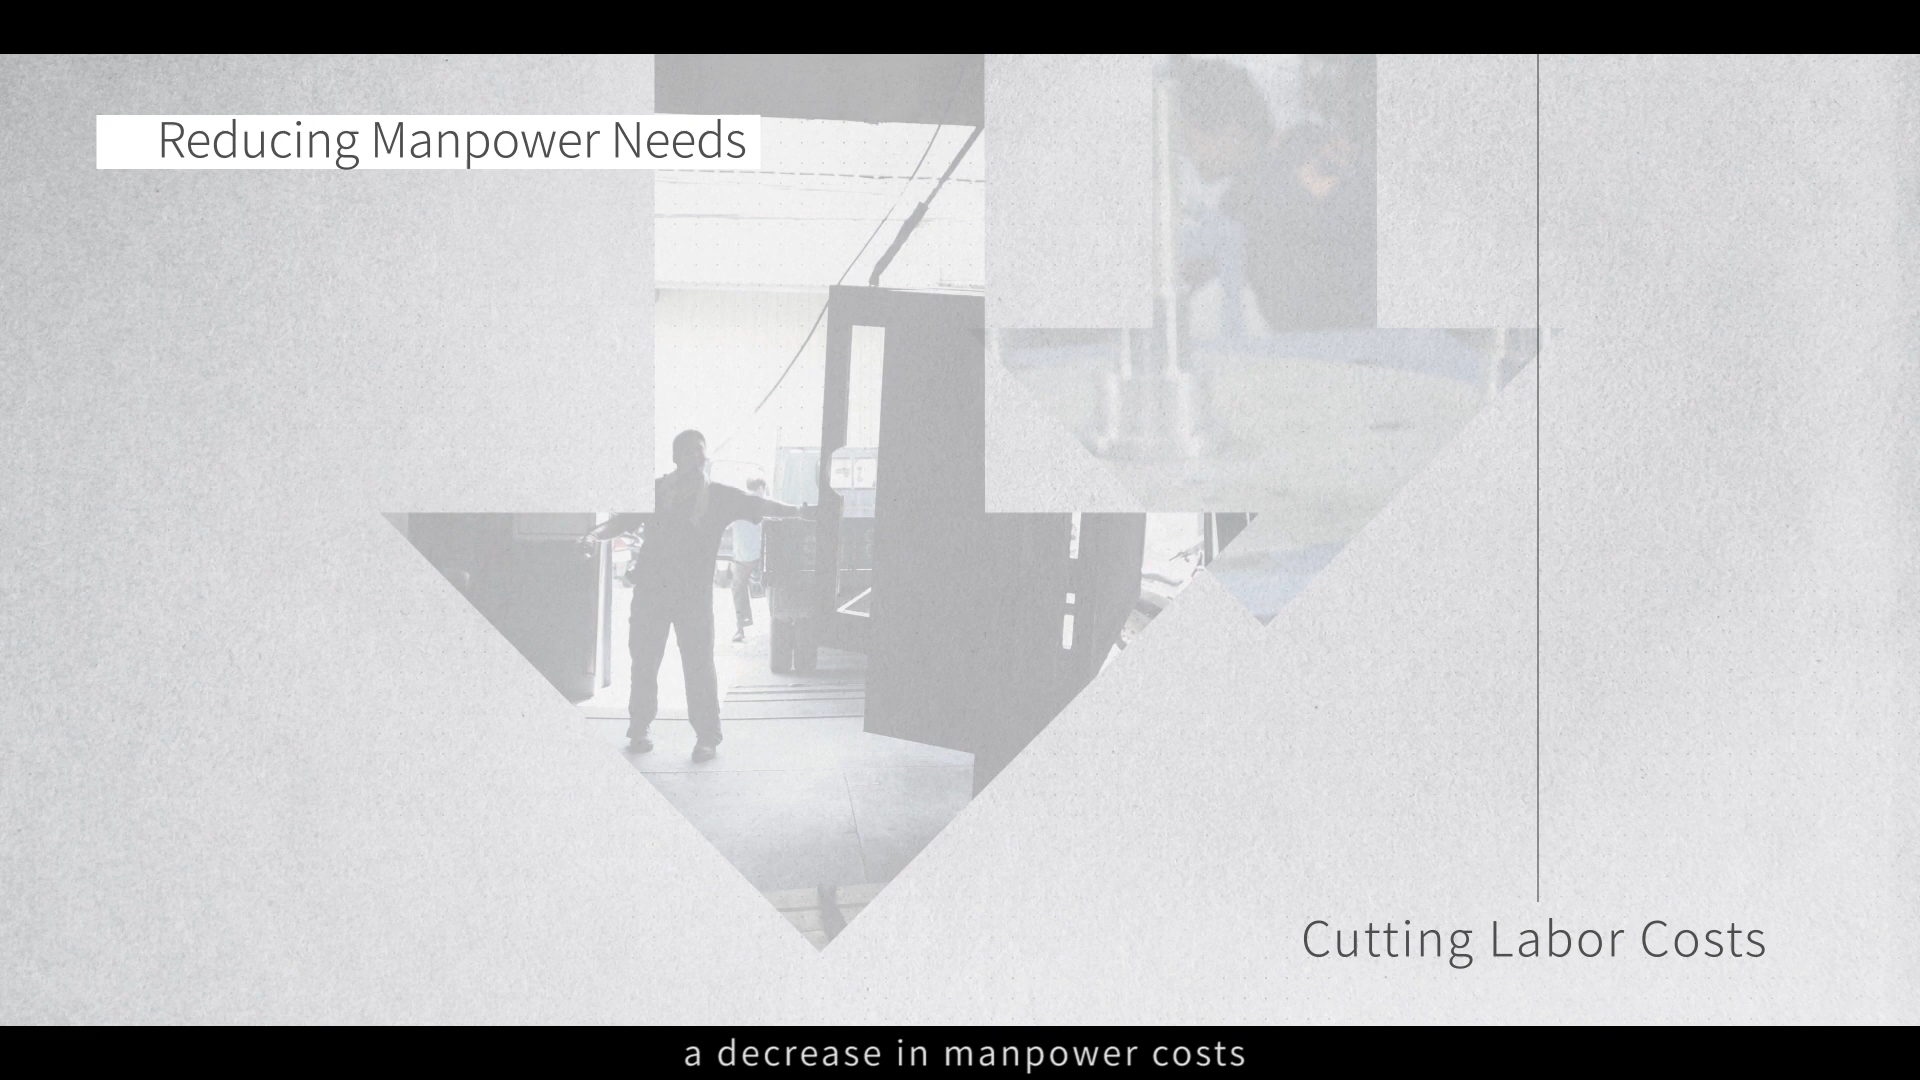 Reducing Manpower Needs
Cutting Labor Costs
a decrease in manpower costs